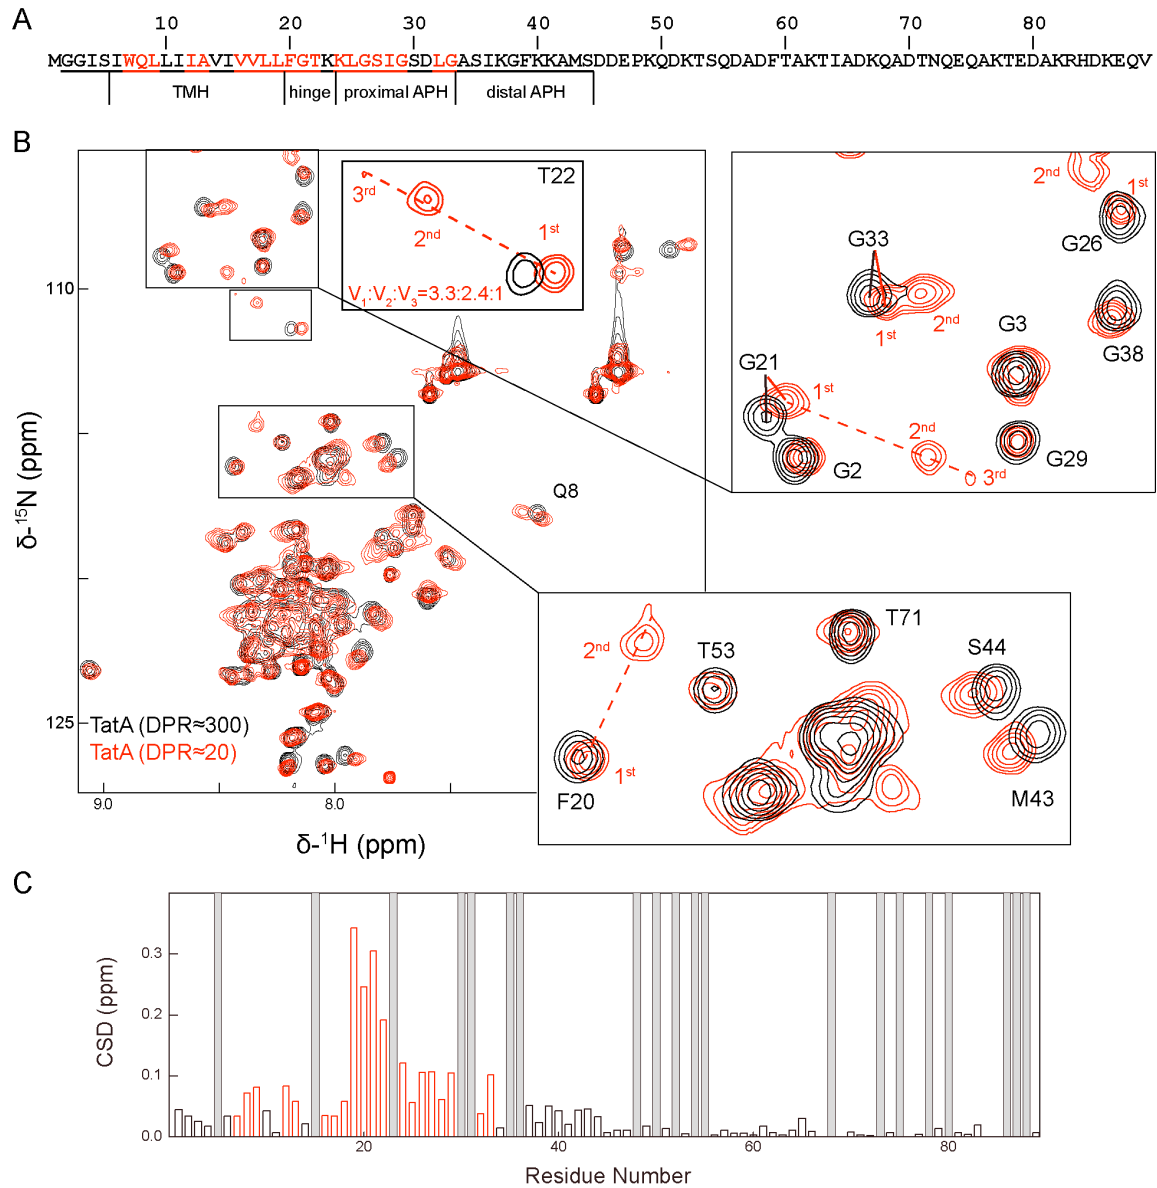 A
10 20 30 40 50 60 70 80
MGGISIWQLLIIAVIVVLLFGTKKLGSIGSDLGASIKGFKKAMSDDEPKQDKTSQDADFTAKTIADKQADTNQEQAKTEDAKRHDKEQV
TMH hinge proximal APH distal APH
B
T22
3rd
2nd
1st
V1:V2:V3=3.3:2.4:1
110
Q8
125
TatA (DPR≈300)
TatA (DPR≈20)
9.0 8.0
δ-15N (ppm)
δ-1H (ppm)
2nd
1st
G26
G33
1st
2nd
G3
G38
G21
1st
2nd
G2
G29
3rd
T71
2nd
T53
S44
1st
F20
M43
C
0.3
0.2
0.1
0.0
20 40 60 80
CSD (ppm)
Residue Number